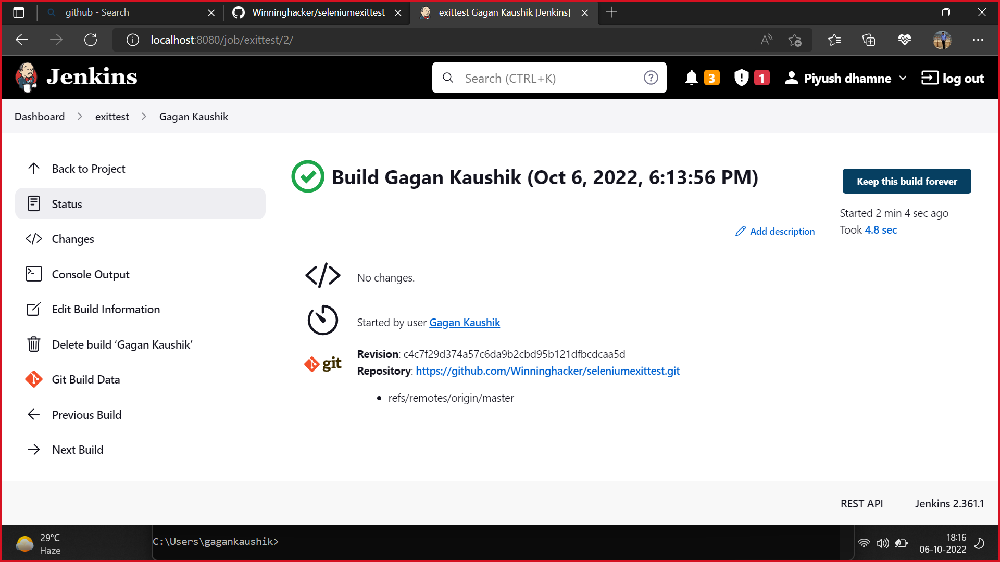 github - Search
Winninghacker/seleniumexittest
exittest Gagan Kaushik [Jenkins]
localhost:8080/job/exittest/2/
Jenkins
Search (CTRL+K)
3
1
Piyush dhamne
log out
Dashboard
exittest
Gagan Kaushik
Back to Project
Status
Changes
Console Output
Edit Build Information
Delete build ‘Gagan Kaushik’
Git Build Data
Previous Build
Next Build
Build Gagan Kaushik (Oct 6, 2022, 6:13:56 PM)
Keep this build forever
Started 2 min 4 sec ago
Took 4.8 sec
Add description
No changes.
Started by user Gagan Kaushik
git
Revision: c4c7f29d374a57c6da9b2cbd95b121dfbcdcaa5d
Repository: https://github.com/Winninghacker/seleniumexittest.git
• refs/remotes/origin/master
REST API
Jenkins 2.361.1
29°C
Haze
C:\Users\gagankaushik>
18:16
06-10-2022